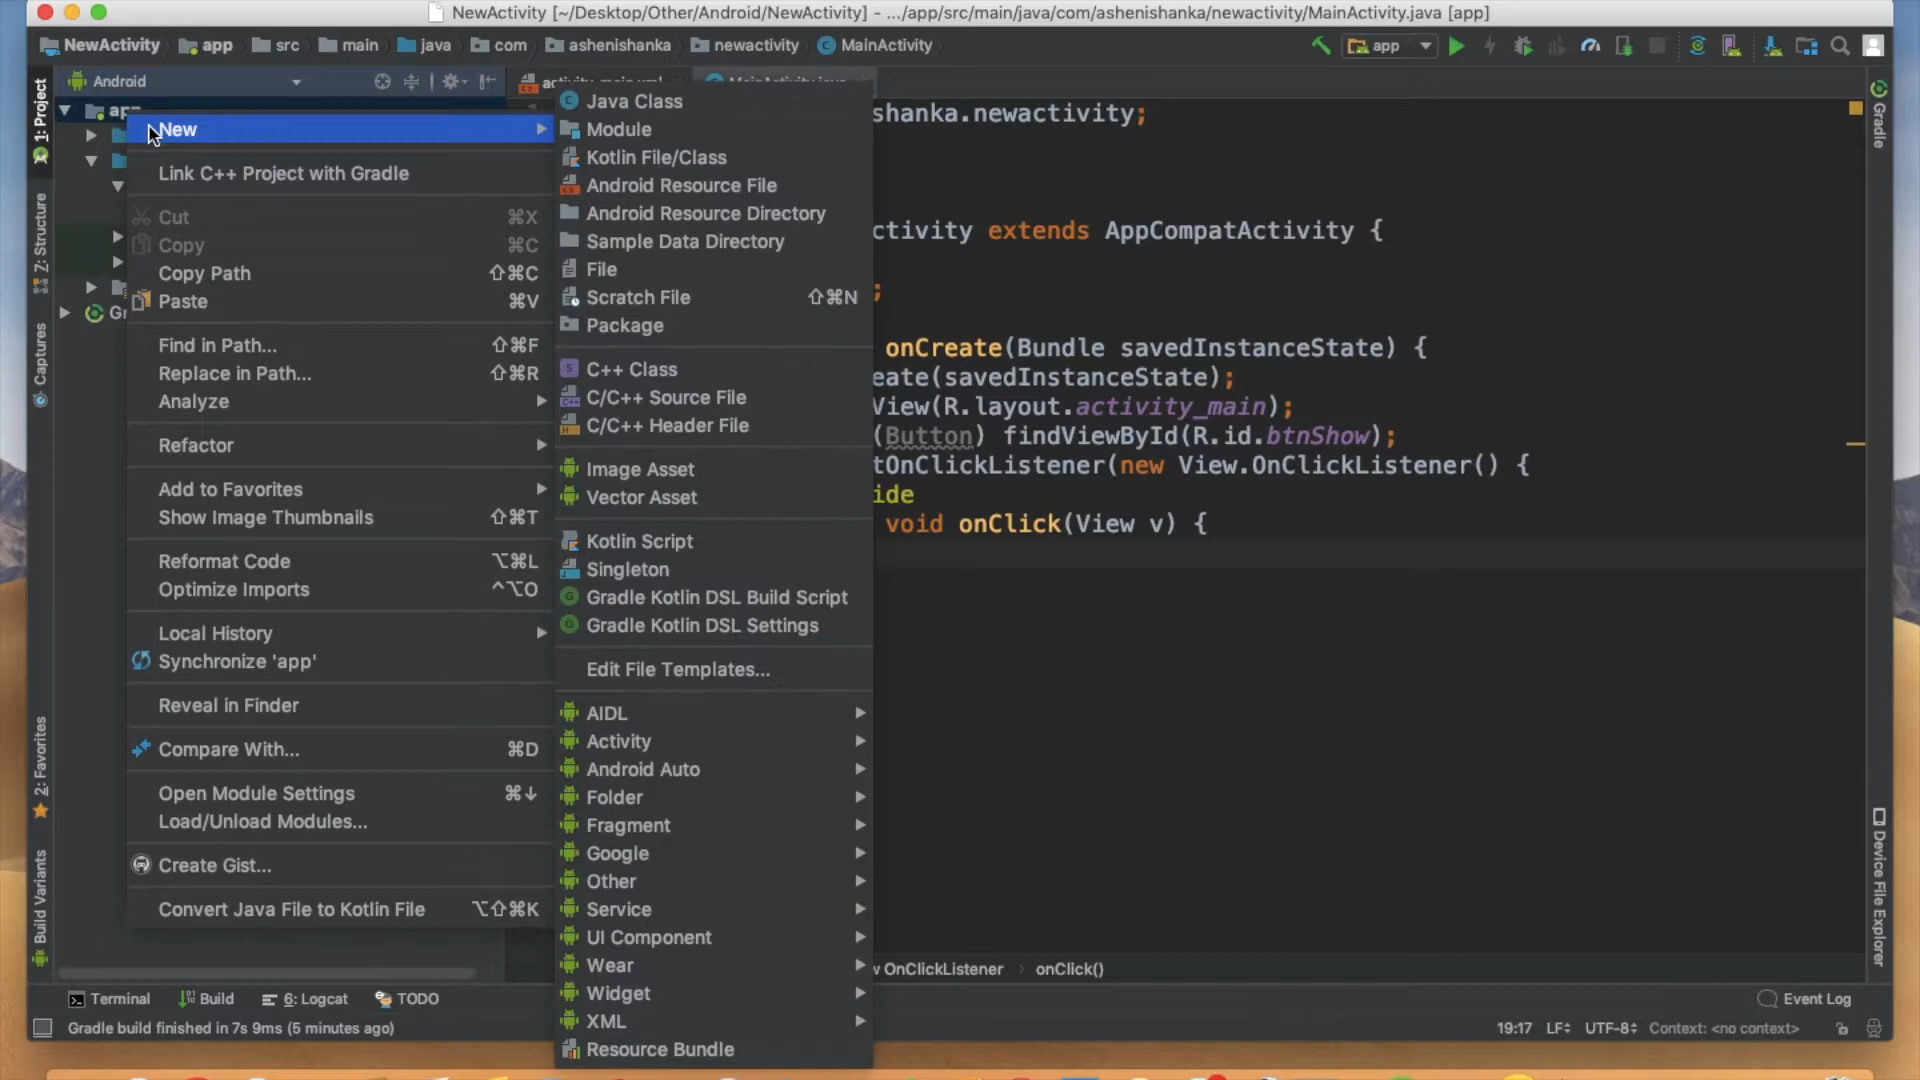 NewActivity [~/Desktop/Other/Android/NewActivity] - .../app/src/main/java/com/ashenishanka/newactivity/MainActivity.java [app]
NewActivity app src main java com ashenishanka newactivity MainActivity
app
Android
1: Project
Z: Structure
Captures
2: Favorites
Build Variants
app
New
Link C++ Project with Gradle
Cut ⌘X
Copy ⌘C
Copy Path ⇧⌘C
Paste ⌘V
Find in Path... ⇧⌘F
Replace in Path... ⇧⌘R
Analyze
Refactor
Add to Favorites
Show Image Thumbnails ⇧⌘T
Reformat Code ⌥⌘L
Optimize Imports ^⌥O
Local History
Synchronize 'app'
Reveal in Finder
Compare With... ⌘D
Open Module Settings ⌘↓
Load/Unload Modules...
Create Gist...
Convert Java File to Kotlin File ⌥⇧⌘K
Java Class
Module
Kotlin File/Class
Android Resource File
Android Resource Directory
Sample Data Directory
File
Scratch File ⇧⌘N
Package
C++ Class
C/C++ Source File
C/C++ Header File
Image Asset
Vector Asset
Kotlin Script
Singleton
Gradle Kotlin DSL Build Script
Gradle Kotlin DSL Settings
Edit File Templates...
AIDL
Activity
Android Auto
Folder
Fragment
Google
Other
Service
UI Component
Wear
Widget
XML
Resource Bundle
shanka.newactivity;
ctivity extends AppCompatActivity {
;
onCreate(Bundle savedInstanceState) {
eate(savedInstanceState);
View(R.layout.activity_main);
(Button) findViewById(R.id.btnShow);
tOnClickListener(new View.OnClickListener() {
ide
void onClick(View v) {
OnClickListener onClick()
Gradle
Device File Explorer
Terminal Build 6: Logcat TODO Event Log
Gradle build finished in 7s 9ms (5 minutes ago) 19:17 LF UTF-8 Context: <no context>